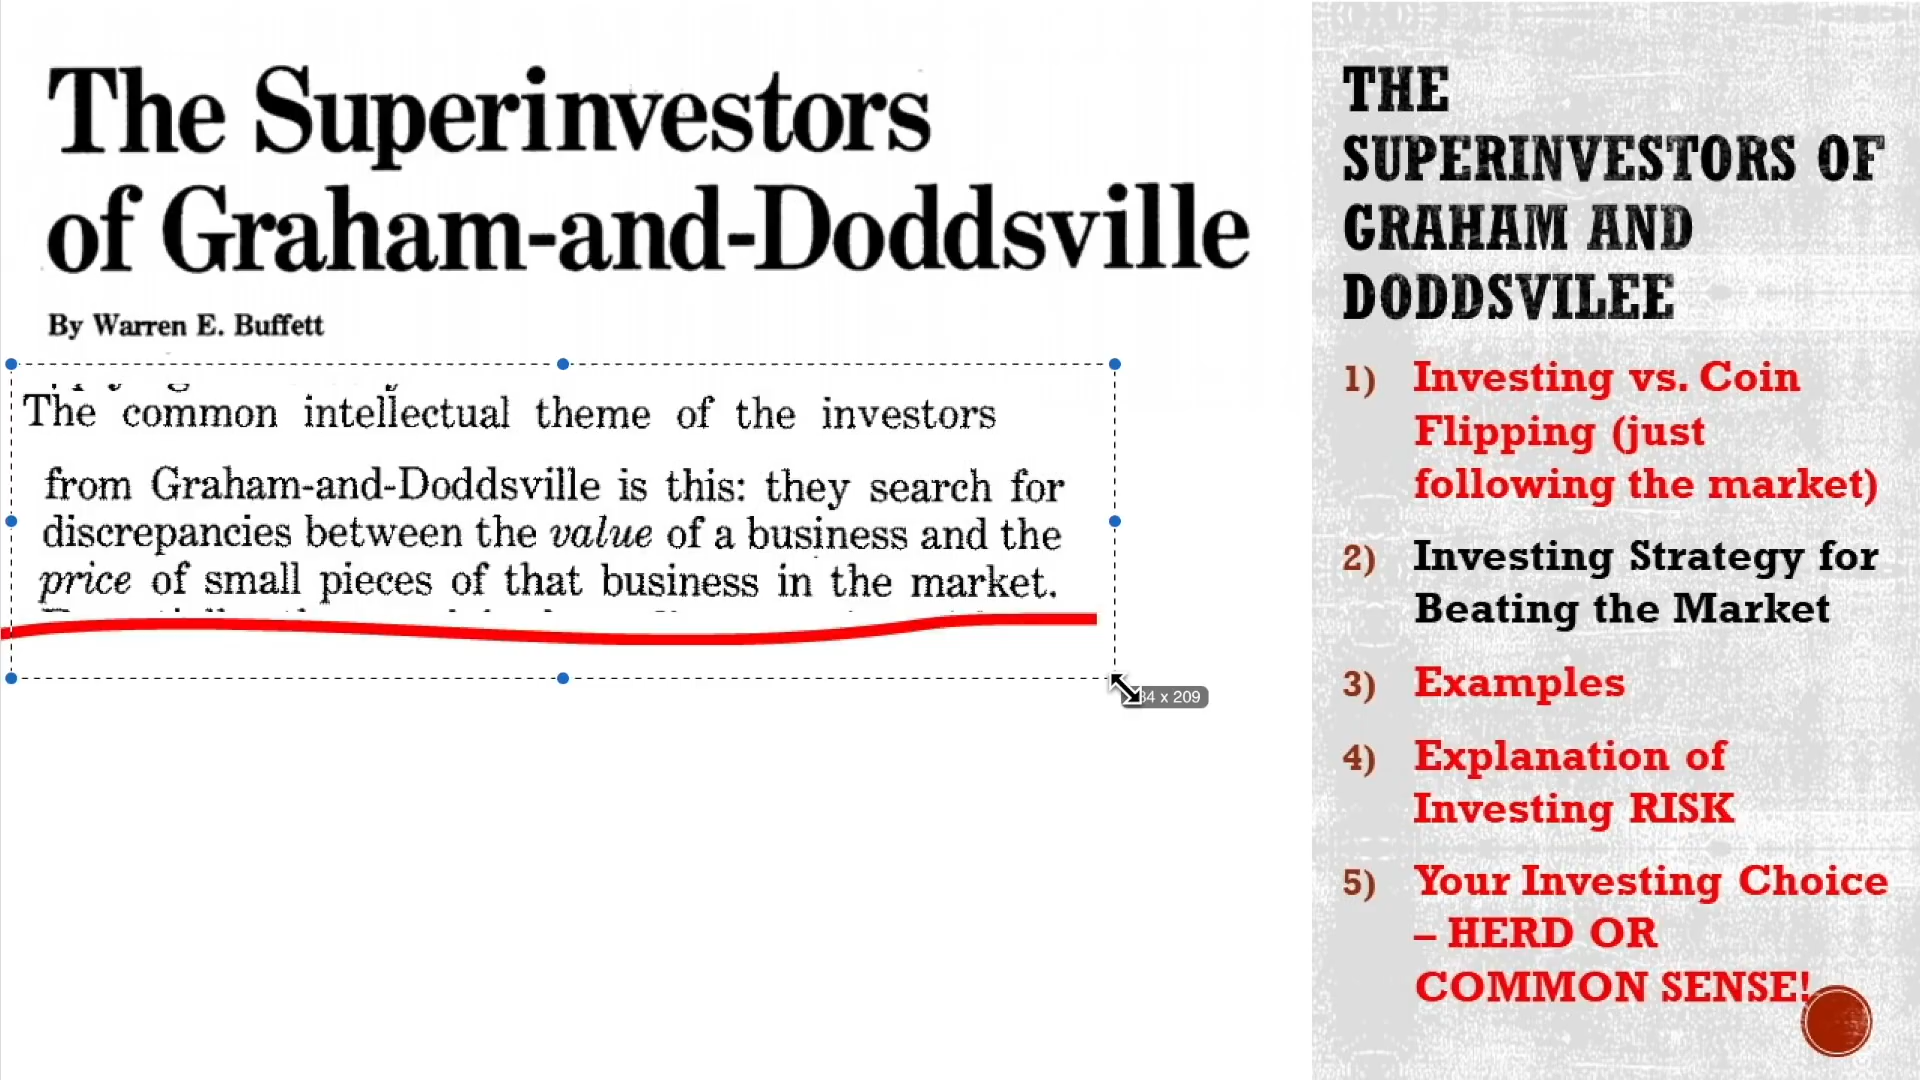 The Superinvestors
of Graham-and-Doddsville
By Warren E. Buffett
The common intellectual theme of the investors
from Graham-and-Doddsville is this: they search for
discrepancies between the value of a business and the
price of small pieces of that business in the market.
x 209
THE
SUPERINVESTORS OF
GRAHAM AND
DODDSVILEE
1) Investing vs. Coin
Flipping (just
following the market)
2) Investing Strategy for
Beating the Market
3) Examples
4) Explanation of
Investing RISK
5) Your Investing Choice
– HERD OR
COMMON SENSE!